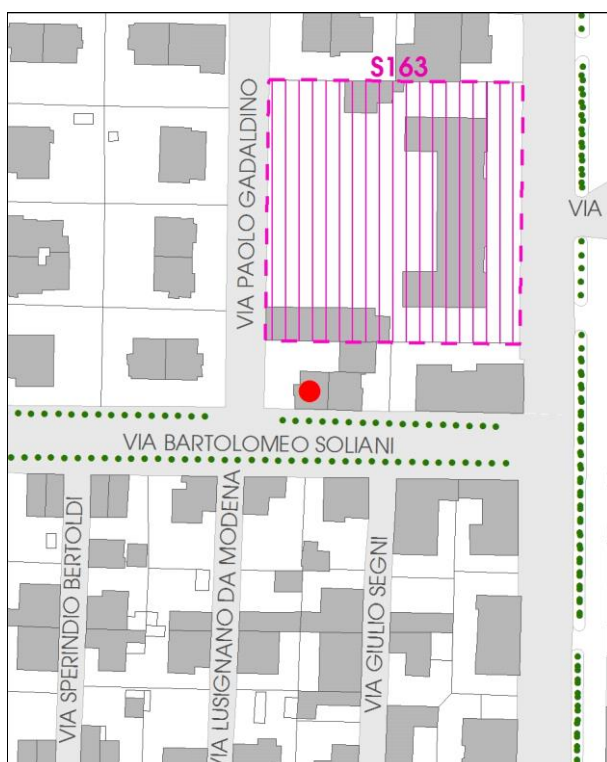 S163
VIA PAOLO GADALDINO
VIA
VIA BARTOLOMEO SOLIANI
VIA SPERINDIO BERTOLDI
VIA LUSIGNANO DA MODENA
VIA GIULIO SEGNI